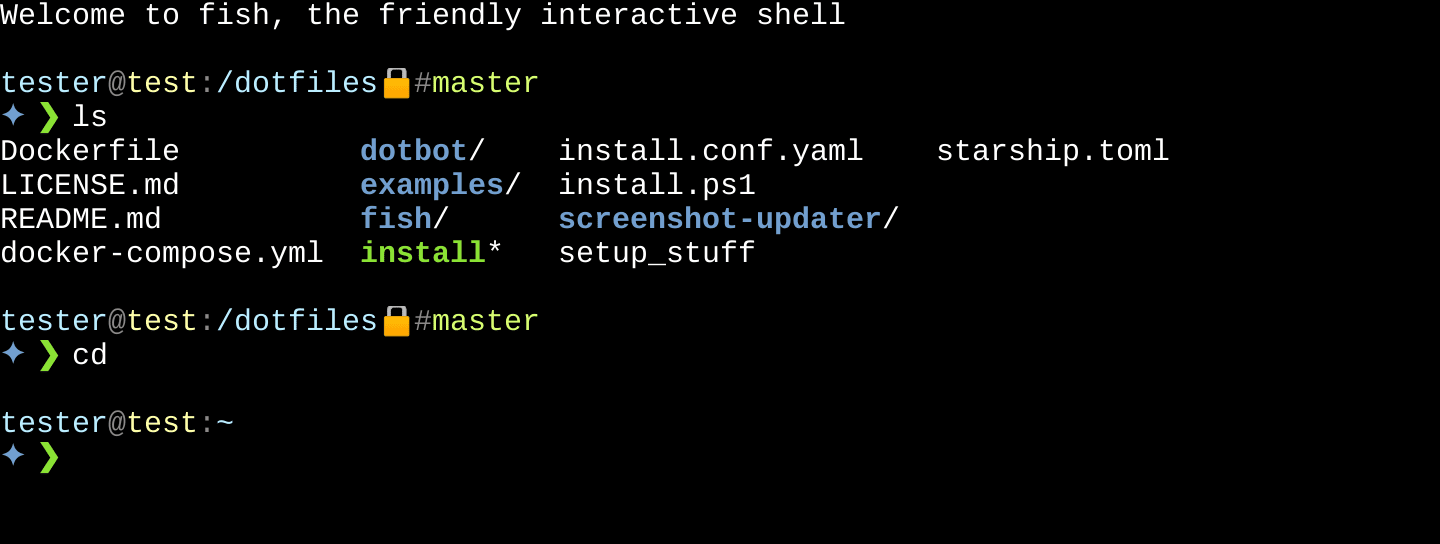 Welcome to fish, the friendly interactive shell
tester@test:/dotfiles🔒#master
✦ ❯ ls
Dockerfile          dotbot/    install.conf.yaml    starship.toml
LICENSE.md          examples/  install.ps1
README.md           fish/      screenshot-updater/
docker-compose.yml  install*   setup_stuff
tester@test:/dotfiles🔒#master
✦ ❯ cd
tester@test:~
✦ ❯